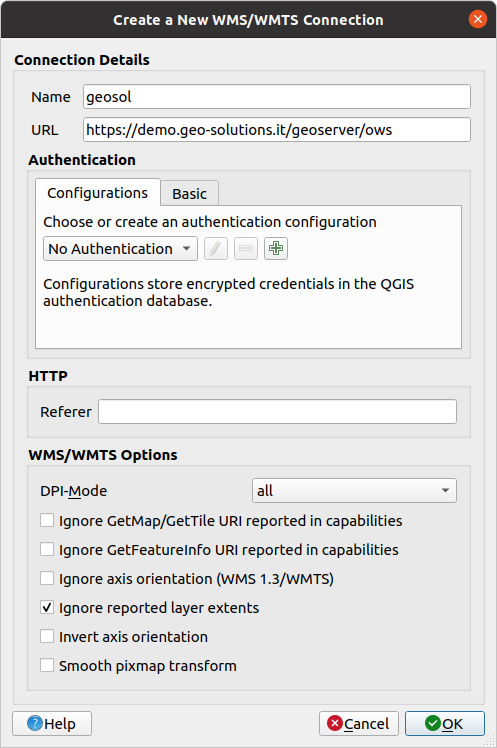 Create a New WMS/WMTS Connection
Connection Details
Name geosol
URL https://demo.geo-solutions.it/geoserver/ows
Authentication
Configurations Basic
Choose or create an authentication configuration
No Authentication
Configurations store encrypted credentials in the QGIS
authentication database.
HTTP
Referer
WMS/WMTS Options
DPI-Mode all
Ignore GetMap/GetTile URI reported in capabilities
Ignore GetFeatureInfo URI reported in capabilities
Ignore axis orientation (WMS 1.3/WMTS)
Ignore reported layer extents
Invert axis orientation
Smooth pixmap transform
?Help Cancel OK